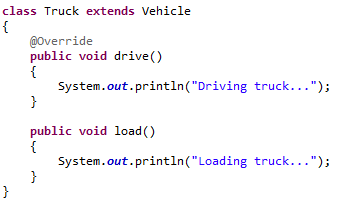 class Truck extends Vehicle
{
    @Override
    public void drive()
    {
        System.out.println("Driving truck...");
    }

    public void load()
    {
        System.out.println("Loading truck...");
    }
}